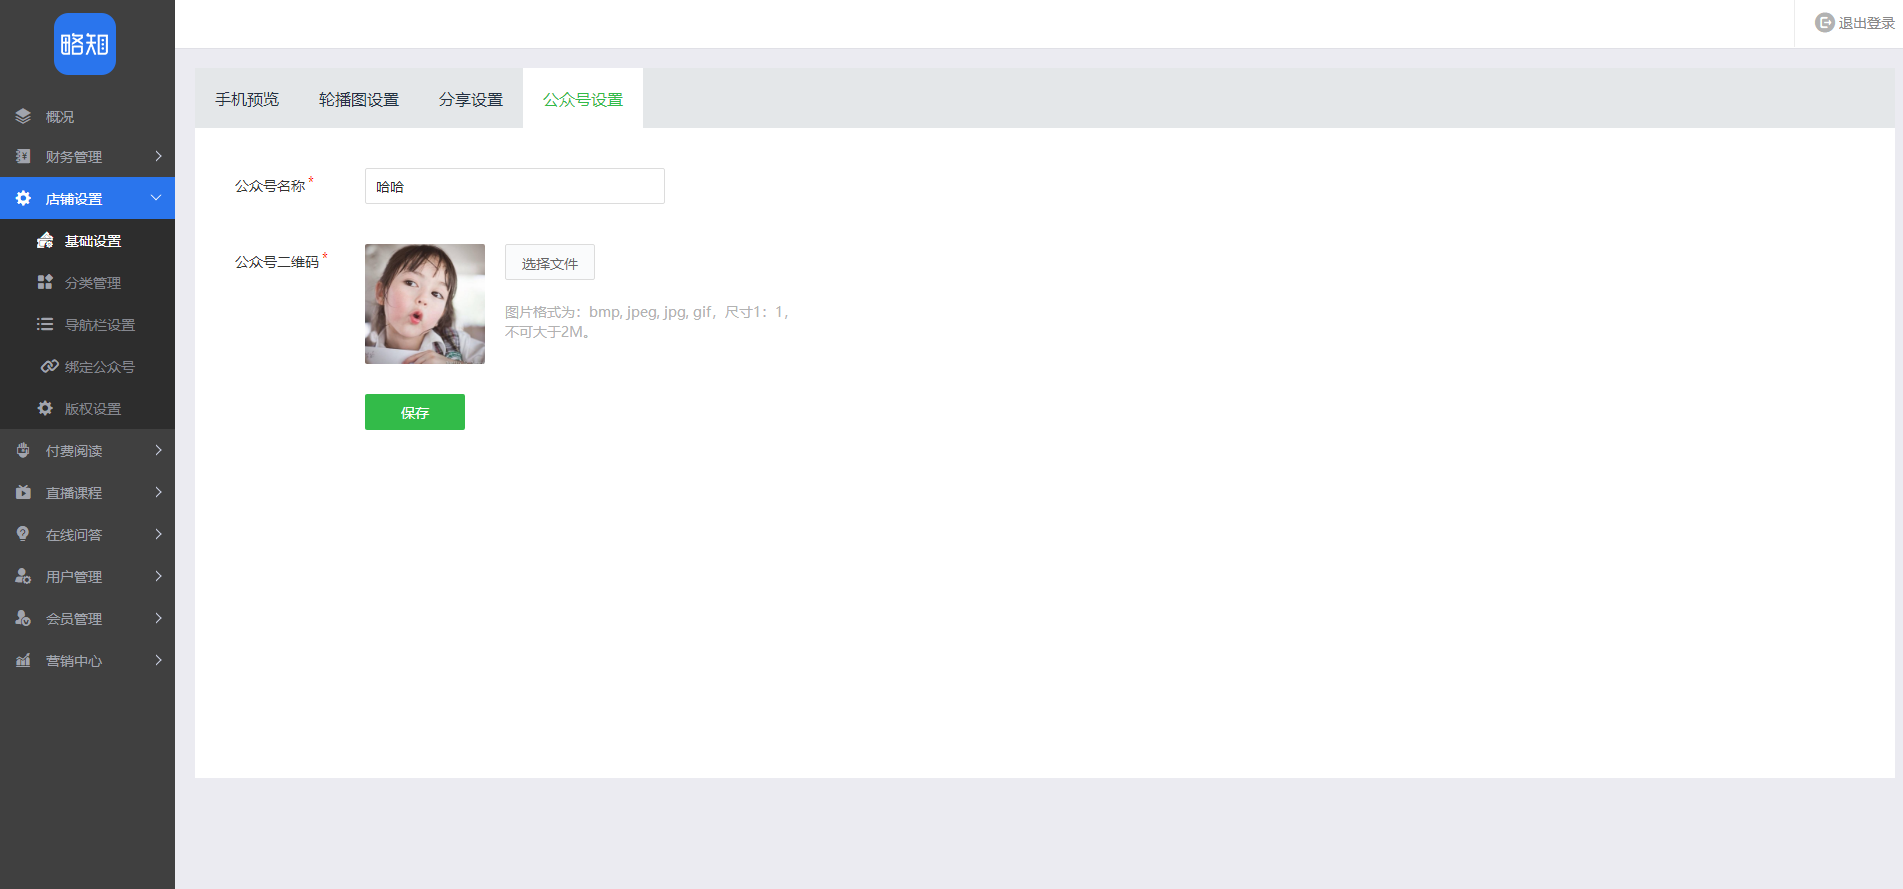 略知
退出登录
概况
财务管理
店铺设置
基础设置
分类管理
导航栏设置
绑定公众号
版权设置
付费阅读
直播课程
在线问答
用户管理
会员管理
营销中心
手机预览
轮播图设置
分享设置
公众号设置
公众号名称*
哈哈
公众号二维码*
选择文件
图片格式为：bmp, jpeg, jpg, gif，尺寸1：1，
不可大于2M。
保存